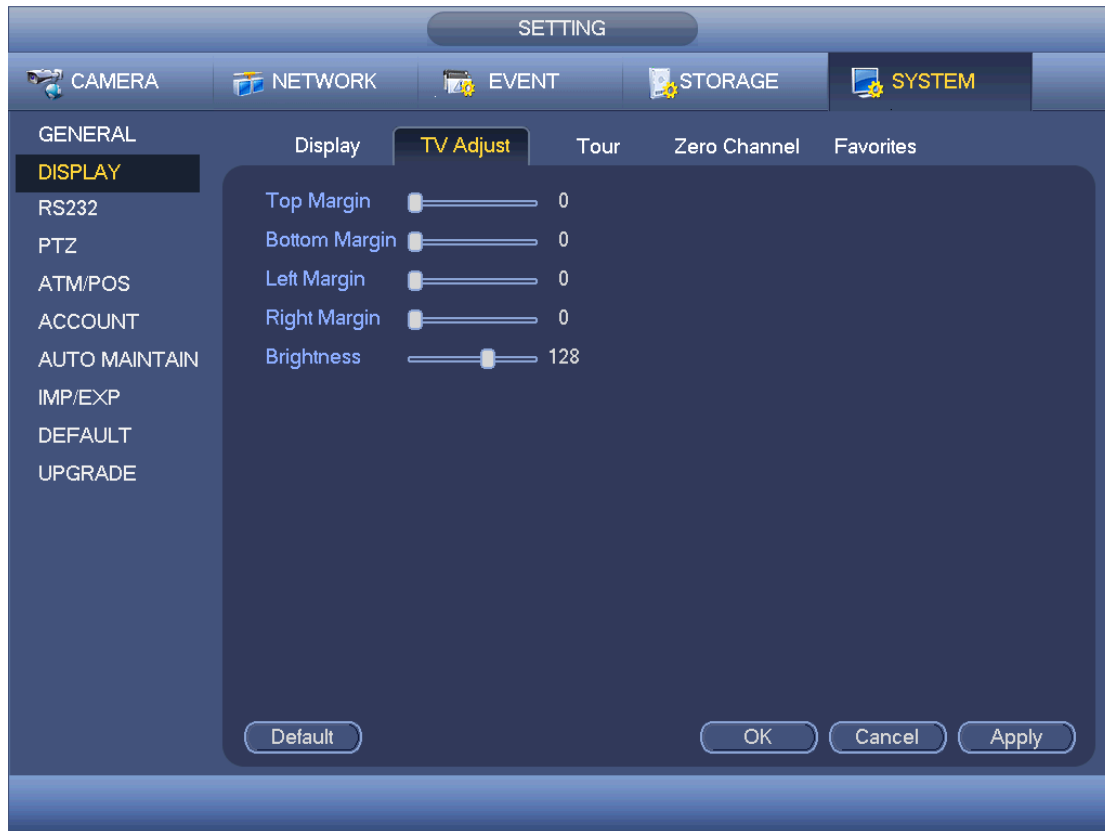 SETTING
CAMERA NETWORK EVENT STORAGE SYSTEM
GENERAL
DISPLAY
RS232
PTZ
ATM/POS
ACCOUNT
AUTO MAINTAIN
IMP/EXP
DEFAULT
UPGRADE
Display TV Adjust Tour Zero Channel Favorites
Top Margin 0
Bottom Margin 0
Left Margin 0
Right Margin 0
Brightness 128
Default OK Cancel Apply